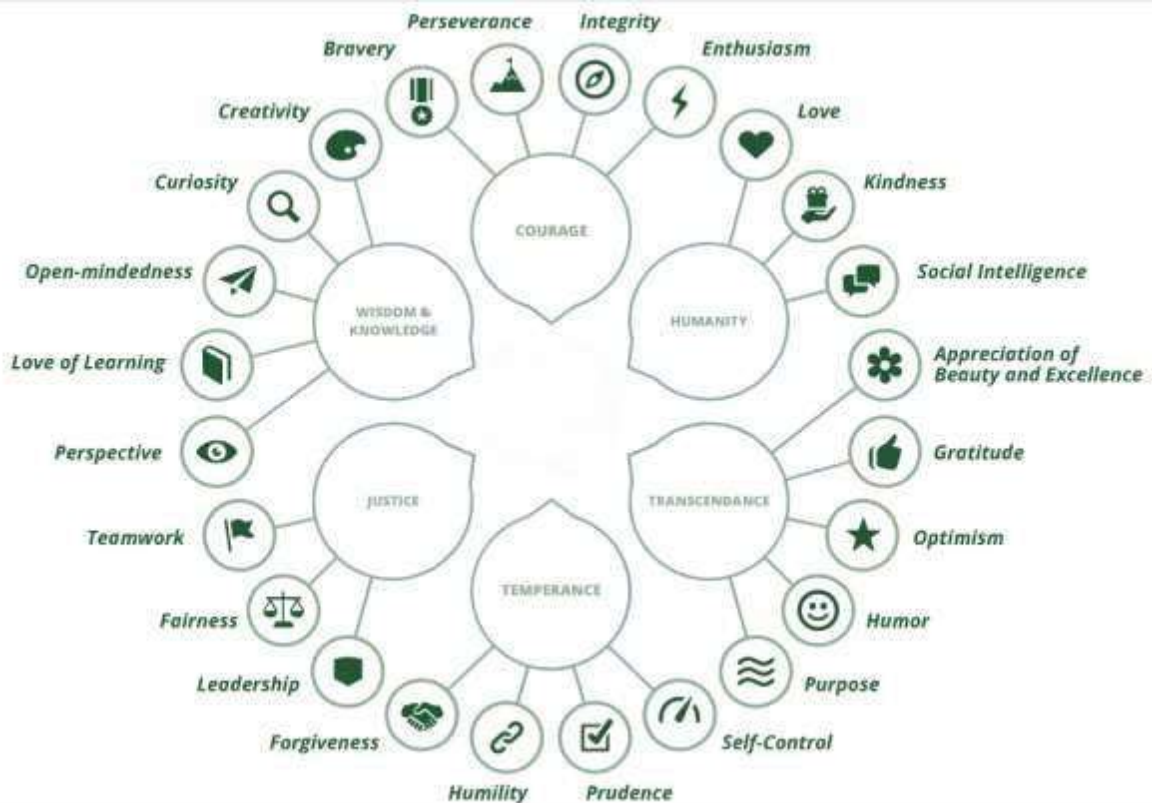 Perseverance
Integrity
Bravery
Enthusiasm
Creativity
Love
Curiosity
Kindness
COURAGE
Open-mindedness
Social Intelligence
WISDOM &
KNOWLEDGE
HUMANITY
Love of Learning
Appreciation of
Beauty and Excellence
Perspective
Gratitude
JUSTICE
TRANSCENDANCE
Teamwork
Optimism
TEMPERANCE
Fairness
Humor
Leadership
Purpose
Forgiveness
Self-Control
Humility
Prudence